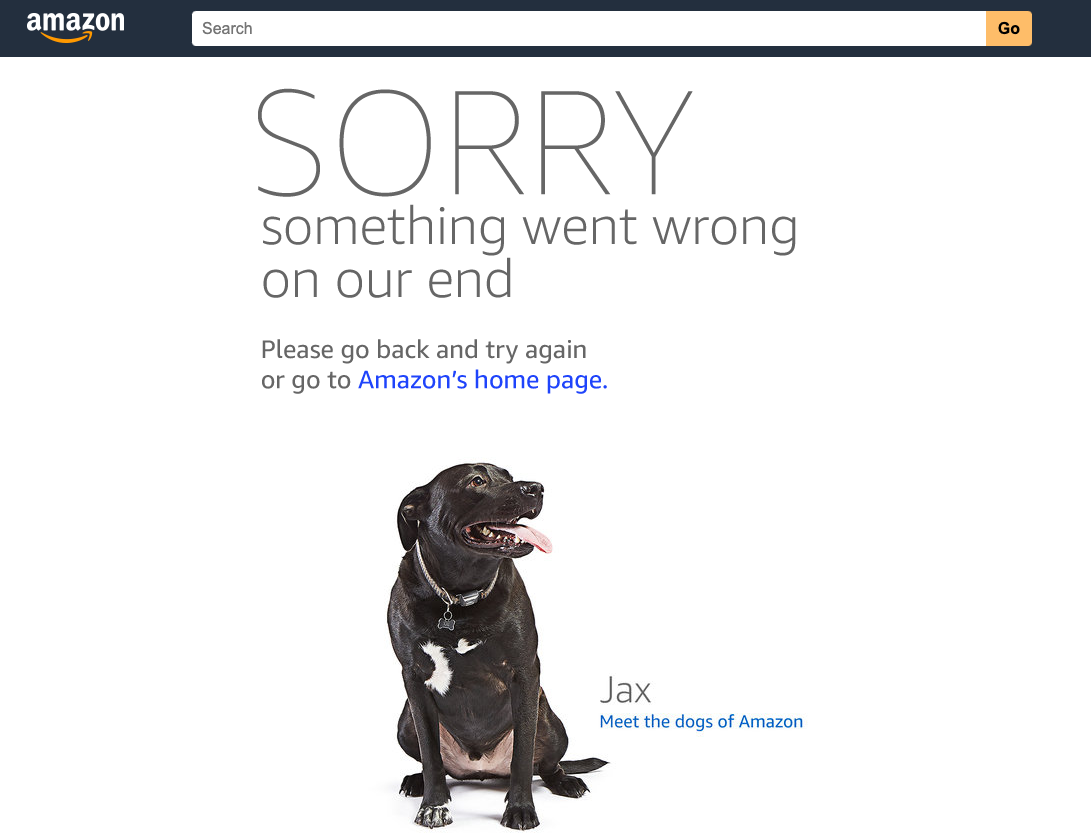 amazon
Search
Go
SORRY
something went wrong
on our end
Please go back and try again
or go to Amazon's home page.
Jax
Meet the dogs of Amazon